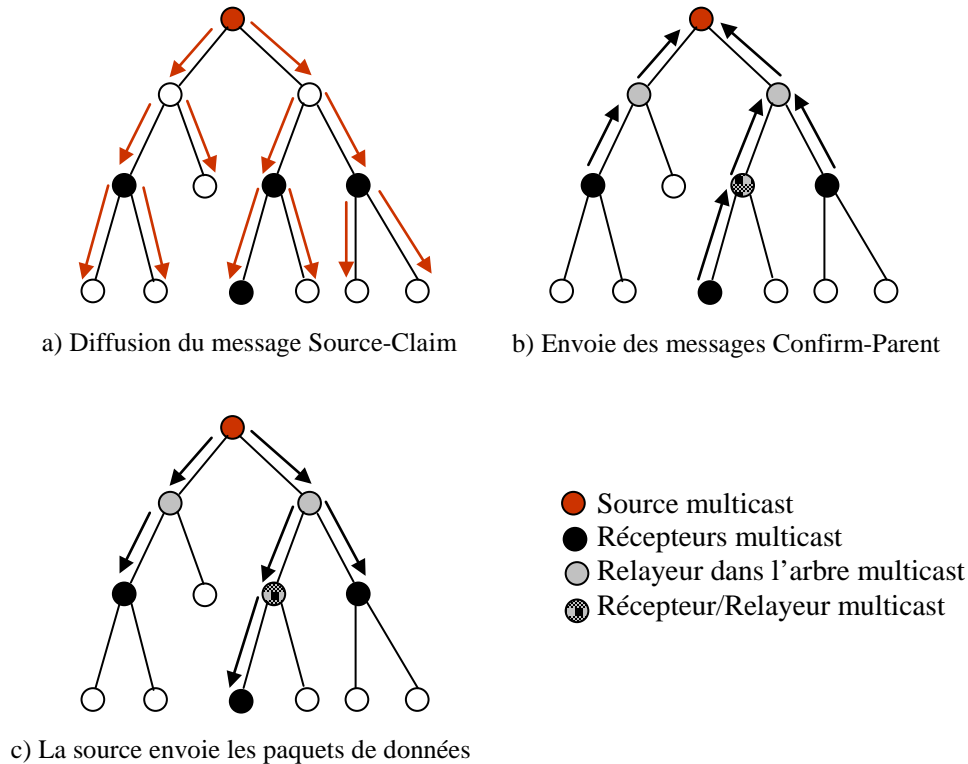 a) Diffusion du message Source-Claim
b) Envoie des messages Confirm-Parent
Source multicast
Récepteurs multicast
Relayeur dans l'arbre multicast
Récepteur/Relayeur multicast
c) La source envoie les paquets de données